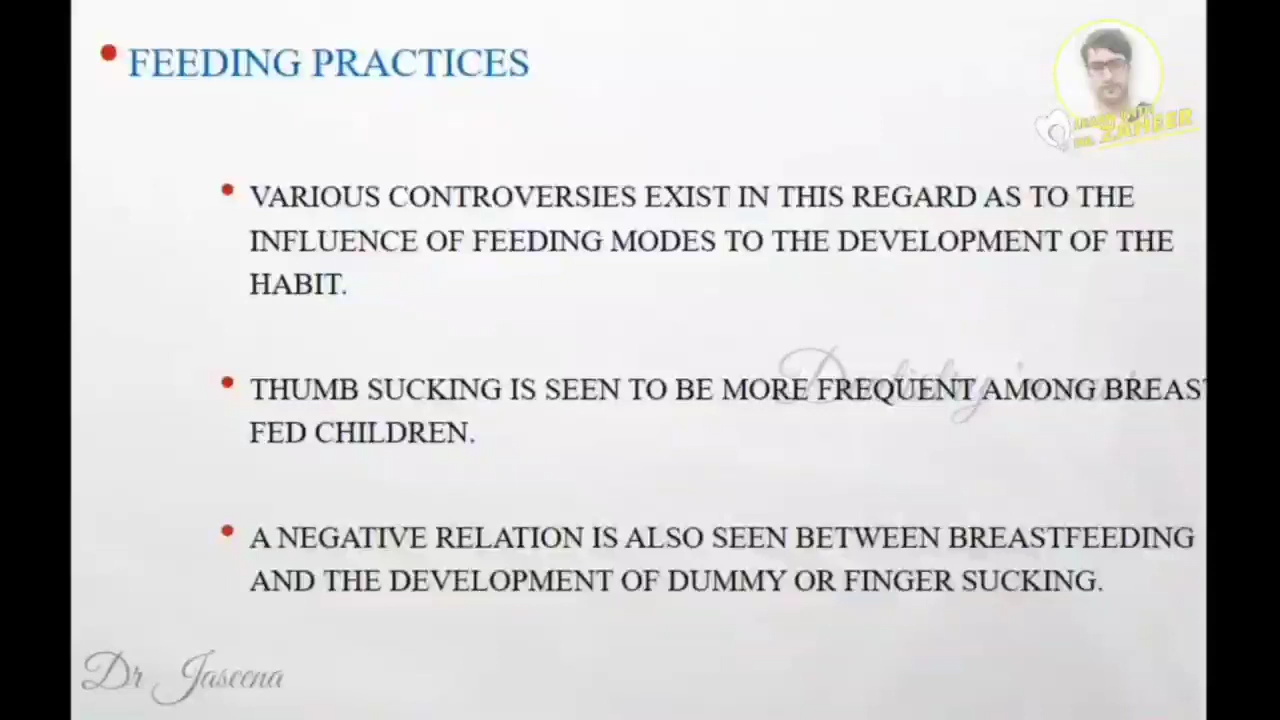 FEEDING PRACTICES
ZAMEER
VARIOUS CONTROVERSIES EXIST IN THIS REGARD AS TO THE
INFLUENCE OF FEEDING MODES TO THE DEVELOPMENT OF THE
HABIT.
THUMB SUCKING IS SEEN TO BE MORE FREQUENT AMONG BREAST
FED CHILDREN.
A NEGATIVE RELATION IS ALSO SEEN BETWEEN BREASTFEEDING
AND THE DEVELOPMENT OF DUMMY OR FINGER SUCKING.
Dr Jaseena